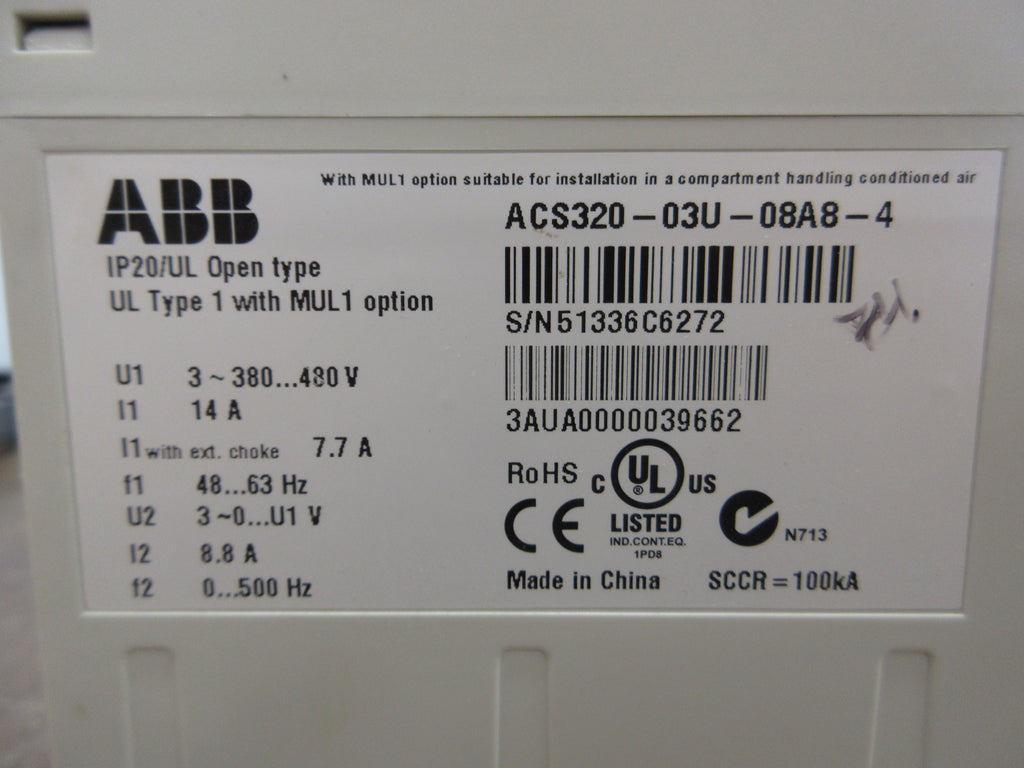 With MUL1 option suitable for installation in a compartment handling conditioned air
ABB
ACS320-03U-08A8-4
IP20/UL Open type
UL Type 1 with MUL1 option
S/N51336C6272
U1 3~380...480 V
I1 14 A
3AUA0000039662
I1 with ext. choke 7.7 A
f1 48...63 Hz
U2 3~0...U1 V
I2 8.8 A
f2 0...500 Hz
RoHS
C UL ® US
LISTED
IND.CONT.EQ.
1PD8
CE
N713
Made in China SCCR=100kA